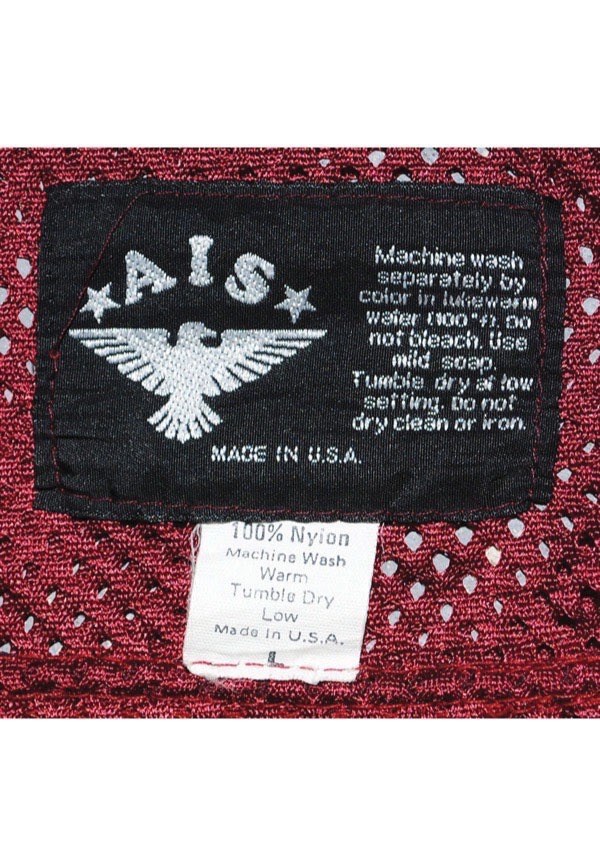 AIS
Machine wash
separately by
color in lukewarm
water (100°F). Do
not bleach. Use
mild soap.
Tumble dry at low
setting. Do not
dry clean or iron.
MADE IN U.S.A.
100% Nylon
Machine Wash
Warm
Tumble Dry
Low
Made In U.S.A.